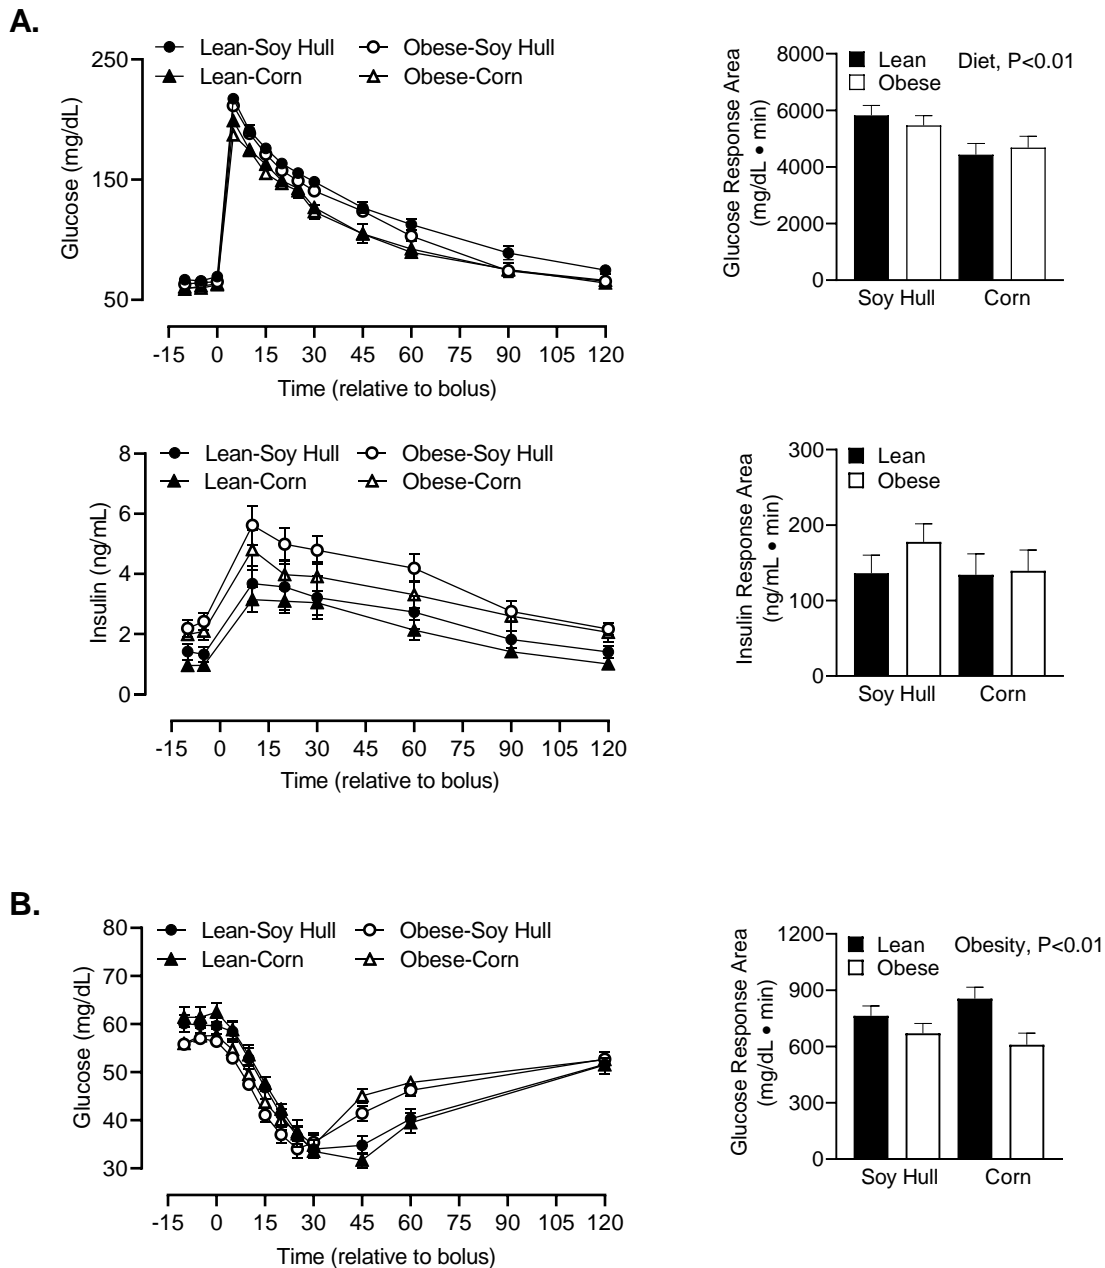 A.
Lean-Soy Hull Obese-Soy Hull
Lean-Corn Obese-Corn
250
150
50
Glucose (mg/dL)
-15 0 15 30 45 60 75 90 105 120
Time (relative to bolus)
8000
6000
4000
2000
0
Glucose Response Area
(mg/dL • min)
Lean
Obese
Diet, P<0.01
Soy Hull Corn
Lean-Soy Hull Obese-Soy Hull
Lean-Corn Obese-Corn
8
6
4
2
0
Insulin (ng/mL)
-15 0 15 30 45 60 75 90 105 120
Time (relative to bolus)
300
200
100
0
Insulin Response Area
(ng/mL • min)
Lean
Obese
Soy Hull Corn
B.
Lean-Soy Hull Obese-Soy Hull
Lean-Corn Obese-Corn
80
70
60
50
40
30
Glucose (mg/dL)
-15 0 15 30 45 60 75 90 105 120
Time (relative to bolus)
1200
900
600
300
0
Glucose Response Area
(mg/dL • min)
Lean
Obese
Obesity, P<0.01
Soy Hull Corn